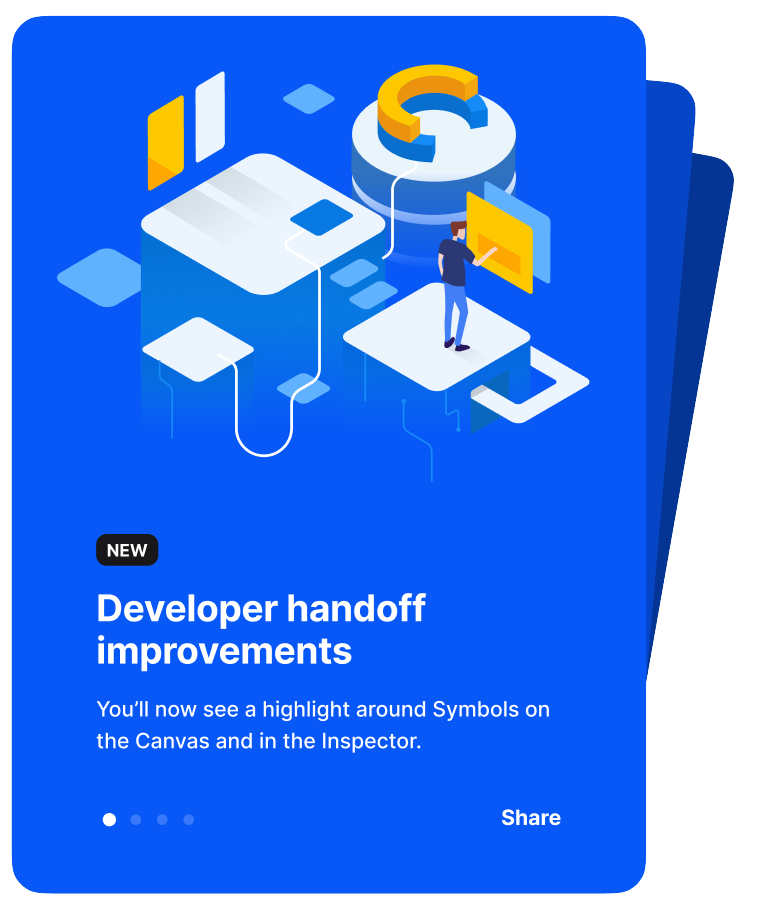 NEW
Developer handoff
improvements
You’ll now see a highlight around Symbols on
the Canvas and in the Inspector.
Share